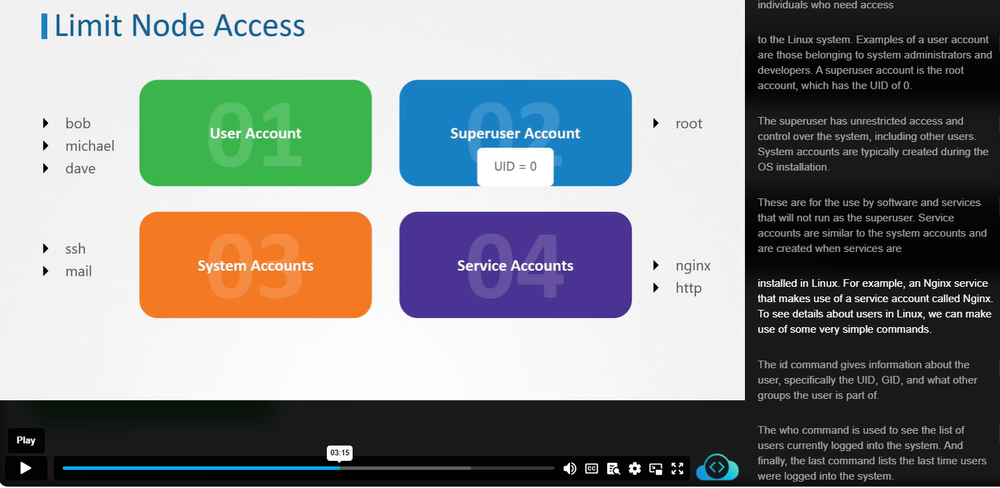 Limit Node Access
bob
michael
dave
01
User Account
02
Superuser Account
UID = 0
root
ssh
mail
03
System Accounts
04
Service Accounts
nginx
http
Play
03:15
CC
individuals who need access
to the Linux system. Examples of a user account
are those belonging to system administrators and
developers. A superuser account is the root
account, which has the UID of 0.
The superuser has unrestricted access and
control over the system, including other users.
System accounts are typically created during the
OS installation.
These are for the use by software and services
that will not run as the superuser. Service
accounts are similar to the system accounts and
are created when services are
installed in Linux. For example, an Nginx service
that makes use of a service account called Nginx.
To see details about users in Linux, we can make
use of some very simple commands.
The id command gives information about the
user, specifically the UID, GID, and what other
groups the user is part of.
The who command is used to see the list of
users currently logged into the system. And
finally, the last command lists the last time users
were logged into the system.